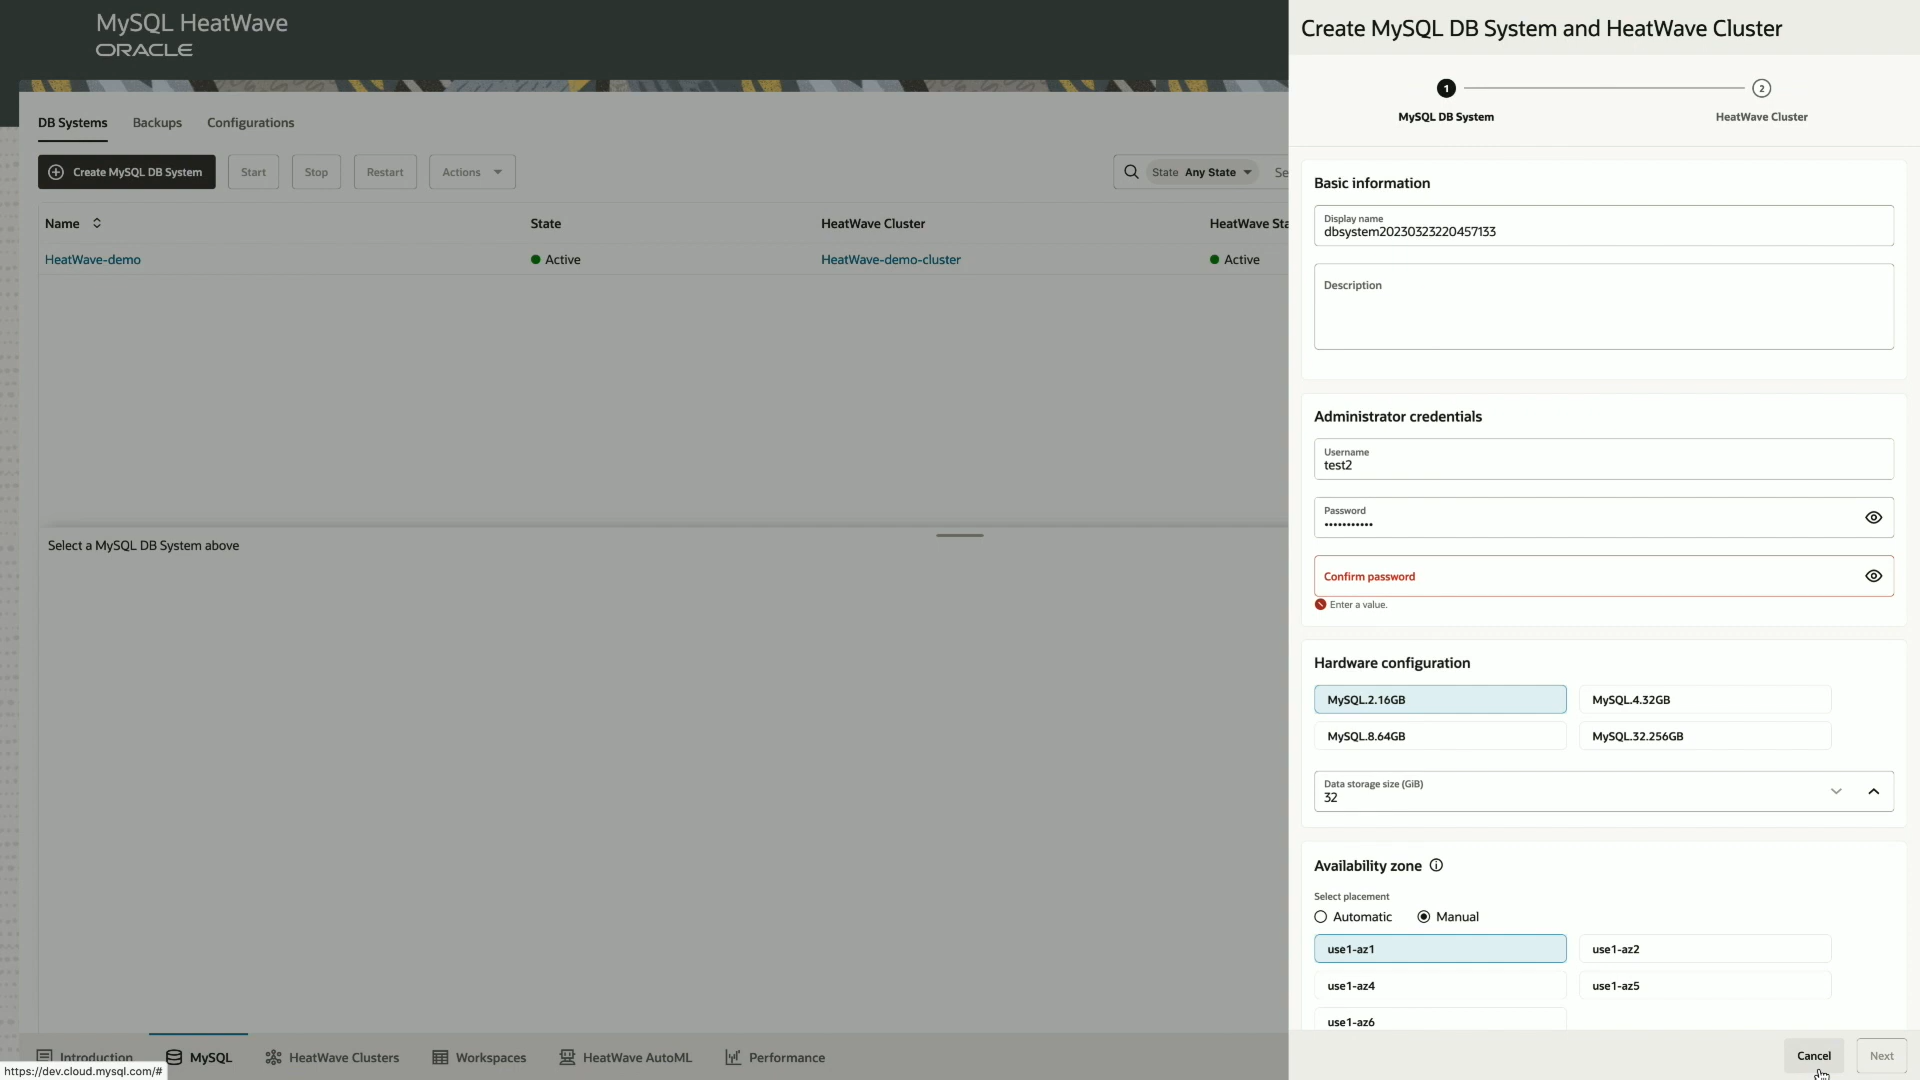 MySQL HeatWave
ORACLE
DB Systems Backups Configurations
Create MySQL DB System Start Stop Restart Actions State Any State Se
Name State HeatWave Cluster HeatWave Sta
HeatWave-demo Active HeatWave-demo-cluster Active
Select a MySQL DB System above
Introduction MySQL HeatWave Clusters Workspaces HeatWave AutoML Performance
https://dev.cloud.mysql.com/#
Create MySQL DB System and HeatWave Cluster
1 2
MySQL DB System HeatWave Cluster
Basic information
Display name
dbsystem20230323220457133
Description
Administrator credentials
Username
test2
Password
•••••••••••
Confirm password
Enter a value.
Hardware configuration
MySQL.2.16GB MySQL.4.32GB
MySQL.8.64GB MySQL.32.256GB
Data storage size (GiB)
32
Availability zone
Select placement
Automatic Manual
use1-az1 use1-az2
use1-az4 use1-az5
use1-az6
Cancel Next